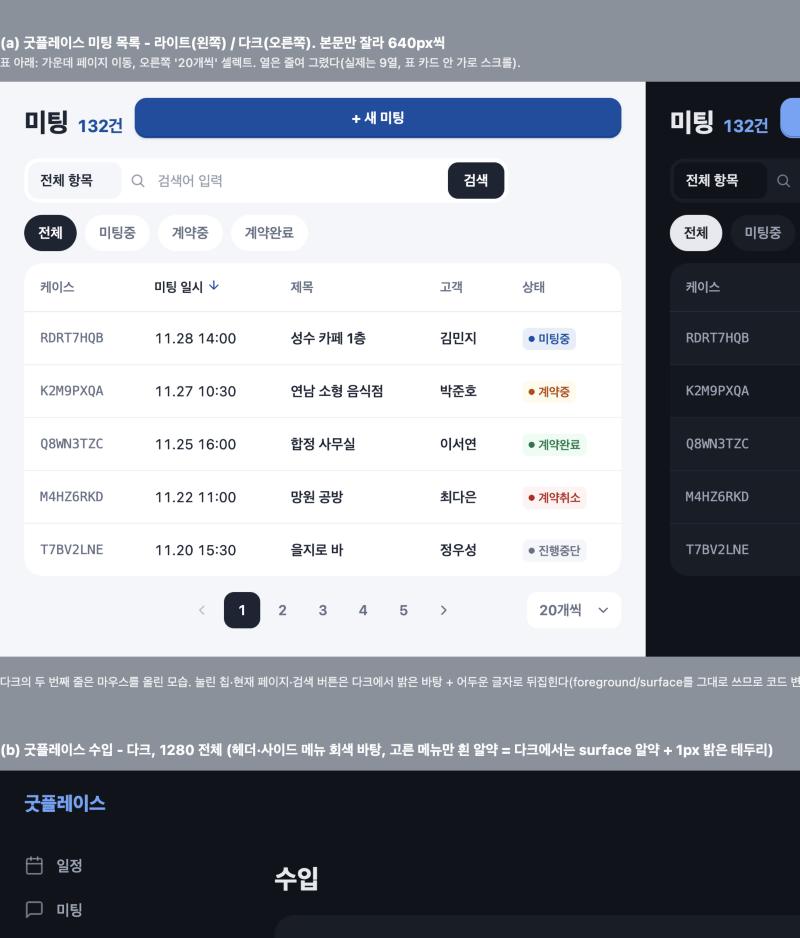 (a) 굿플레이스 미팅 목록 - 라이트(왼쪽) / 다크(오른쪽). 본문만 잘라 640px씩
표 아래: 가운데 페이지 이동, 오른쪽 '20개씩' 셀렉트. 열은 줄여 그렸다(실제는 9열, 표 카드 안 가로 스크롤).
미팅 132건 + 새 미팅
전체 항목 검색어 입력 검색
전체 미팅중 계약중 계약완료
케이스 미팅 일시 ↓ 제목 고객 상태
RDRT7HQB 11.28 14:00 성수 카페 1층 김민지 미팅중
K2M9PXQA 11.27 10:30 연남 소형 음식점 박준호 계약중
Q8WN3TZC 11.25 16:00 합정 사무실 이서연 계약완료
M4HZ6RKD 11.22 11:00 망원 공방 최다은 계약취소
T7BV2LNE 11.20 15:30 을지로 바 정우성 진행중단
1 2 3 4 5 20개씩
미팅 132건
전체 항목
전체 미팅중
케이스
RDRT7HQB
K2M9PXQA
Q8WN3TZC
M4HZ6RKD
T7BV2LNE
다크의 두 번째 줄은 마우스를 올린 모습. 눌린 칩·현재 페이지·검색 버튼은 다크에서 밝은 바탕 + 어두운 글자로 뒤집힌다(foreground/surface를 그대로 쓰므로 코드
(b) 굿플레이스 수입 - 다크, 1280 전체 (헤더·사이드 메뉴 회색 바탕, 고른 메뉴만 흰 알약 = 다크에서는 surface 알약 + 1px 밝은 테두리)
굿플레이스
일정
미팅
수입